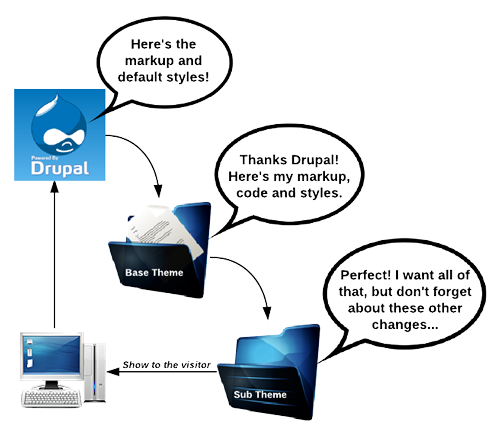 Here's the
markup and
default styles!
Powered By
Drupal
Thanks Drupal!
Here's my markup,
code and styles.
Base Theme
Perfect! I want all of
that, but don't forget
about these other
changes...
Show to the visitor
Sub Theme